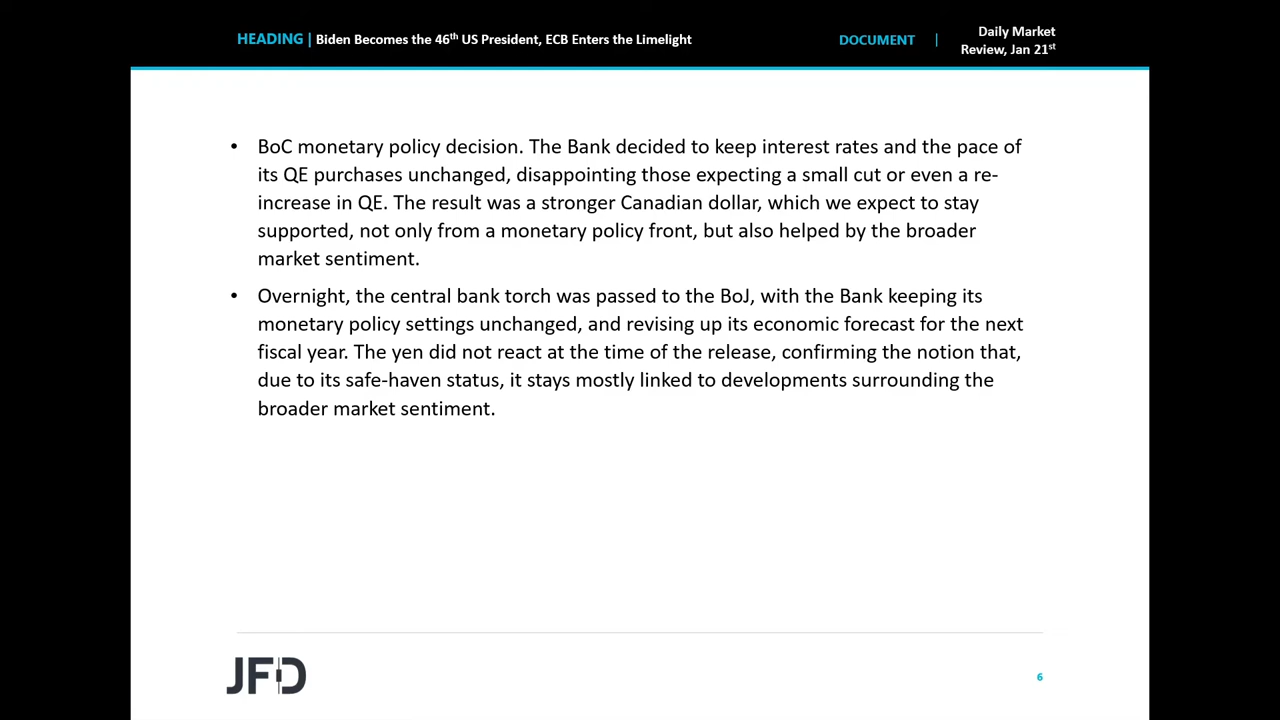 HEADING | Biden Becomes the 46th US President, ECB Enters the Limelight
DOCUMENT |
Daily Market
Review, Jan 21st
• BoC monetary policy decision. The Bank decided to keep interest rates and the pace of
its QE purchases unchanged, disappointing those expecting a small cut or even a re-
increase in QE. The result was a stronger Canadian dollar, which we expect to stay
supported, not only from a monetary policy front, but also helped by the broader
market sentiment.
• Overnight, the central bank torch was passed to the BoJ, with the Bank keeping its
monetary policy settings unchanged, and revising up its economic forecast for the next
fiscal year. The yen did not react at the time of the release, confirming the notion that,
due to its safe-haven status, it stays mostly linked to developments surrounding the
broader market sentiment.
JFD
6